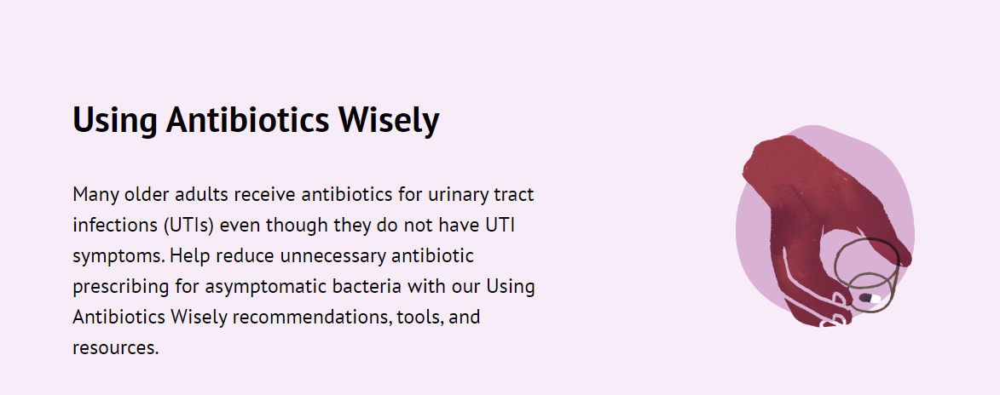 Using Antibiotics Wisely
Many older adults receive antibiotics for urinary tract
infections (UTIs) even though they do not have UTI
symptoms. Help reduce unnecessary antibiotic
prescribing for asymptomatic bacteria with our Using
Antibiotics Wisely recommendations, tools, and
resources.